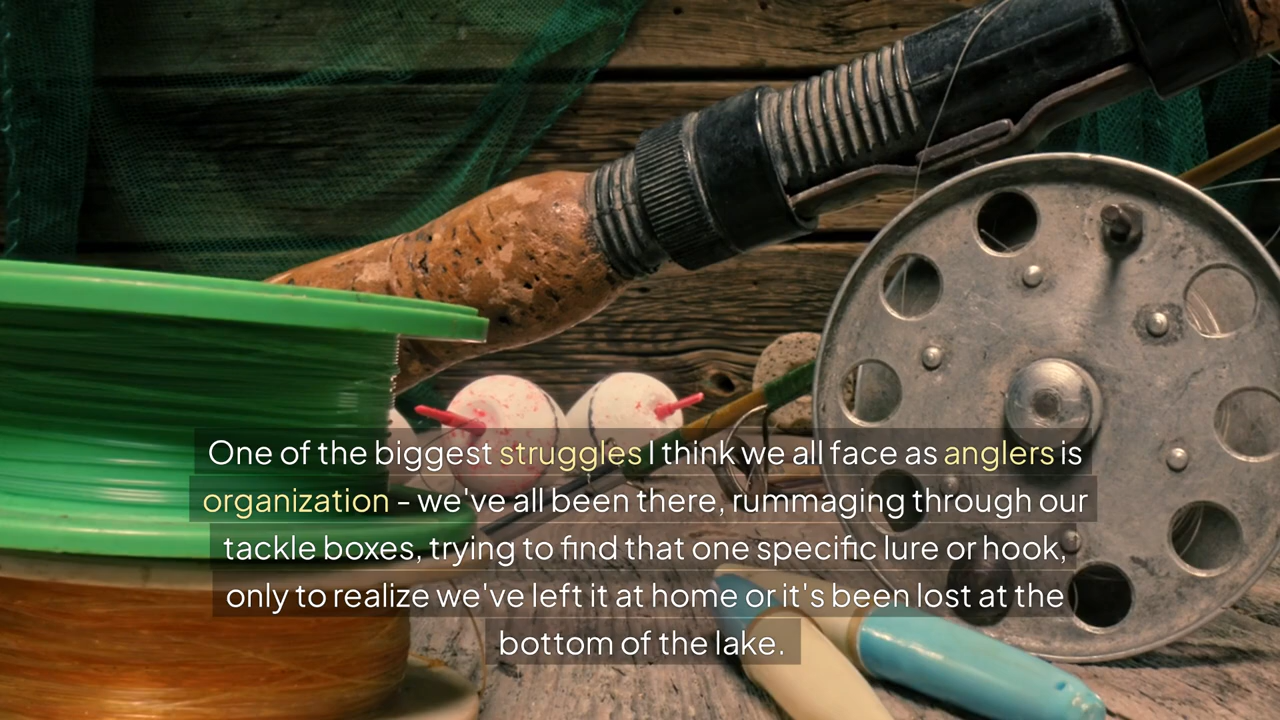 One of the biggest struggles I think we all face as anglers is
organization – we've all been there, rummaging through our
tackle boxes, trying to find that one specific lure or hook,
only to realize we've left it at home or it's been lost at the
bottom of the lake.